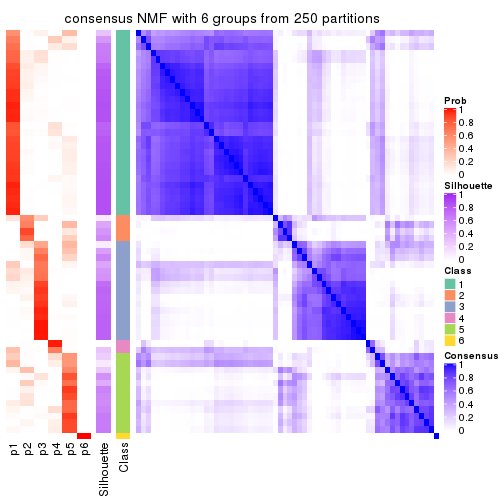 consensus NMF with 6 groups from 250 partitions
Prob
1
0.8
0.6
0.4
0.2
0
Silhouette
1
0.8
0.6
0.4
0.2
0
Class
1
2
3
4
5
6
Consensus
1
0.8
0.6
0.4
0.2
0
p1
p2
p3
p4
p5
p6
Silhouette
Class